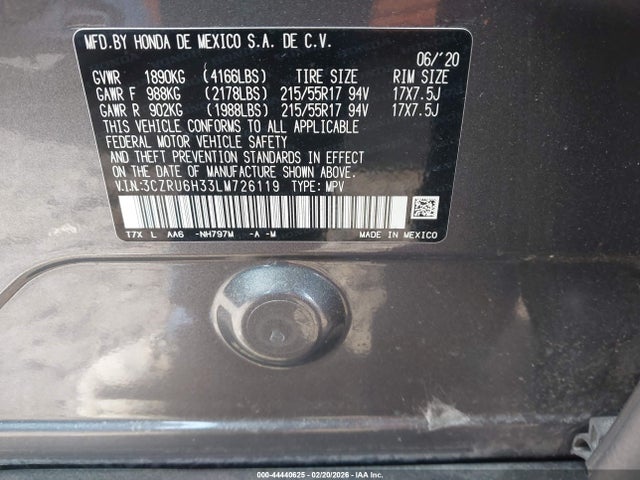 MFD.BY HONDA DE MEXICO S.A. DE C.V.
06/'20
GVWR 1890KG (4166LBS) TIRE SIZE RIM SIZE
GAWR F 988KG (2178LBS) 215/55R17 94V 17X7.5J
GAWR R 902KG (1988LBS) 215/55R17 94V 17X7.5J
THIS VEHICLE CONFORMS TO ALL APPLICABLE
FEDERAL MOTOR VEHICLE SAFETY
AND THEFT PREVENTION STANDARDS IN EFFECT
ON THE DATE OF MANUFACTURE SHOWN ABOVE.
V.I.N:3CZRU6H33LM726119 TYPE: MPV
T7X L AA6 -NH797M -A -M MADE IN MEXICO
000-44440625 - 02/20/2026 - IAA Inc.